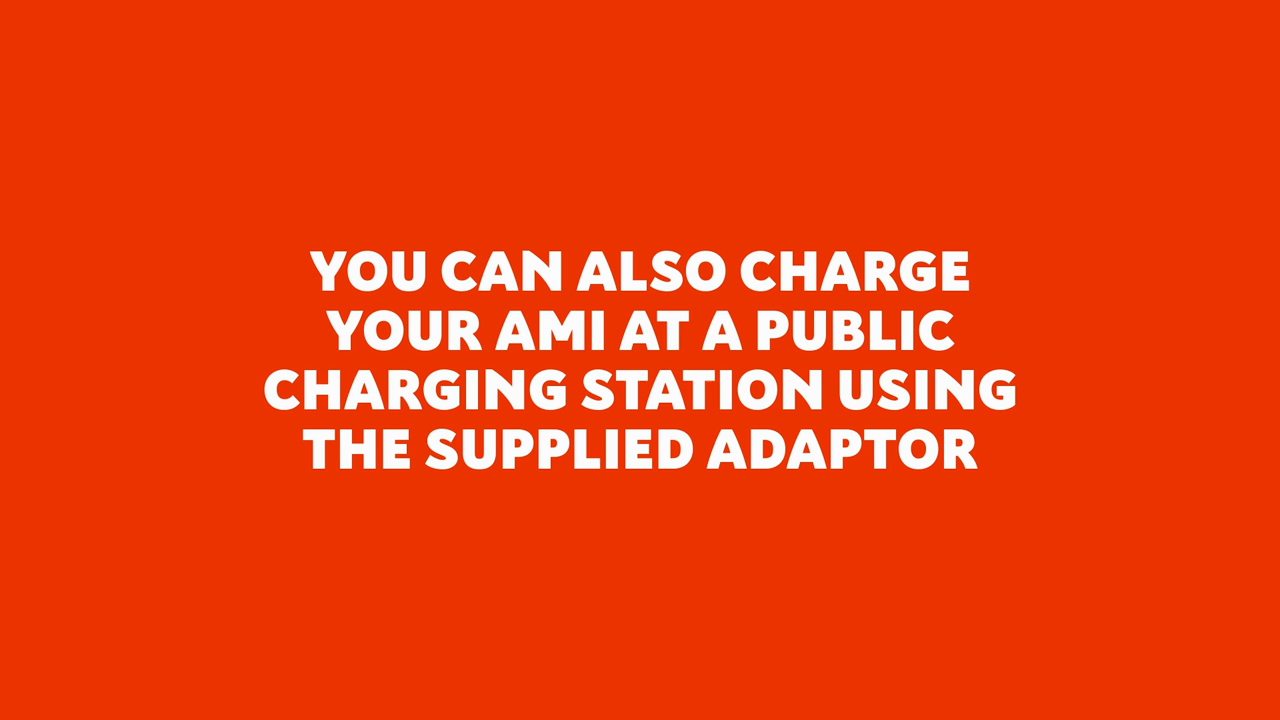 YOU CAN ALSO CHARGE
YOUR AMI AT A PUBLIC
CHARGING STATION USING
THE SUPPLIED ADAPTOR